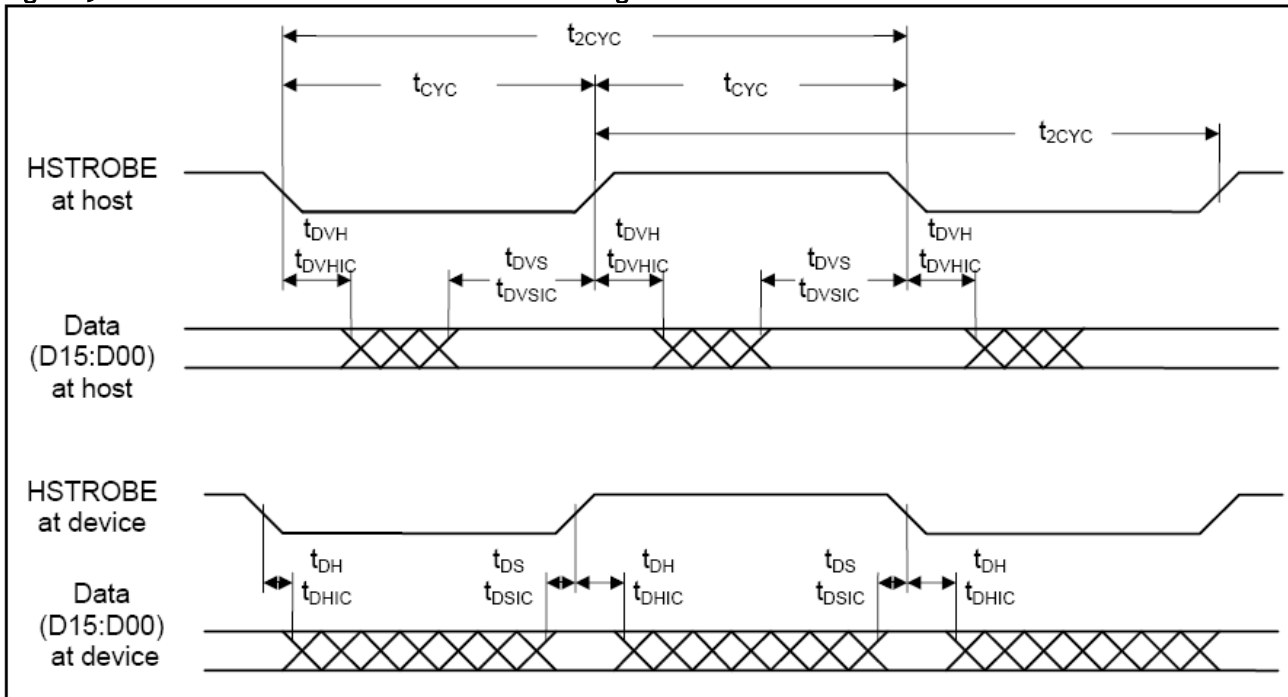 t2CYC
tCYC tCYC
t2CYC
HSTROBE
at host
tDVH tDVH tDVH
tDVHIC tDVS tDVHIC tDVS tDVHIC
tDVSIC tDVSIC
Data
(D15:D00)
at host
HSTROBE
at device
tDH tDS tDH tDS tDH
tDHIC tDSIC tDHIC tDSIC tDHIC
Data
(D15:D00)
at device